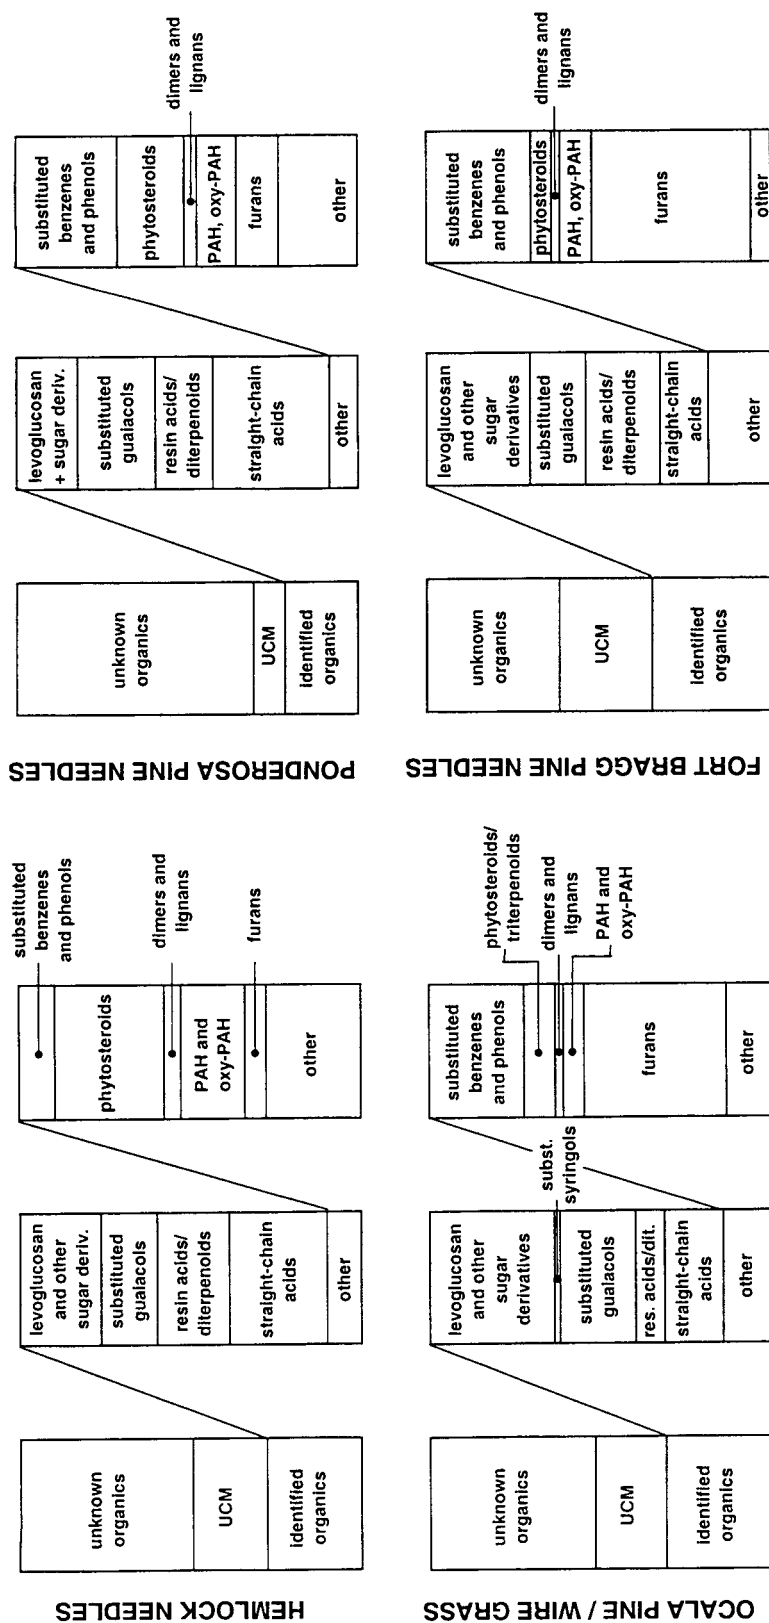 HEMLOCK NEEDLES
unknown
organics
UCM
identified
organics
levoglucosan
and other
sugar deriv.
substituted
guaiacols
resin acids/
diterpenoids
straight-chain
acids
other
substituted
benzenes
and phenols
phytosteroids
dimers and
lignans
PAH and
oxy-PAH
furans
other
PONDEROSA PINE NEEDLES
unknown
organics
UCM
identified
organics
levoglucosan
+ sugar deriv.
substituted
guaiacols
resin acids/
diterpenoids
straight-chain
acids
other
substituted
benzenes
and phenols
phytosteroids
dimers and
lignans
PAH, oxy-PAH
furans
other
OCALA PINE / WIRE GRASS
unknown
organics
UCM
identified
organics
levoglucosan
and other
sugar
derivatives
subst.
syringols
substituted
guaiacols
res. acids/dit.
straight-chain
acids
other
substituted
benzenes
and phenols
phytosteroids/
triterpenoids
dimers and
lignans
PAH and
oxy-PAH
furans
other
FORT BRAGG PINE NEEDLES
unknown
organics
UCM
identified
organics
levoglucosan
and other
sugar
derivatives
substituted
guaiacols
resin acids/
diterpenoids
straight-chain
acids
other
substituted
benzenes
and phenols
phytosteroids
dimers and
lignans
PAH, oxy-PAH
furans
other